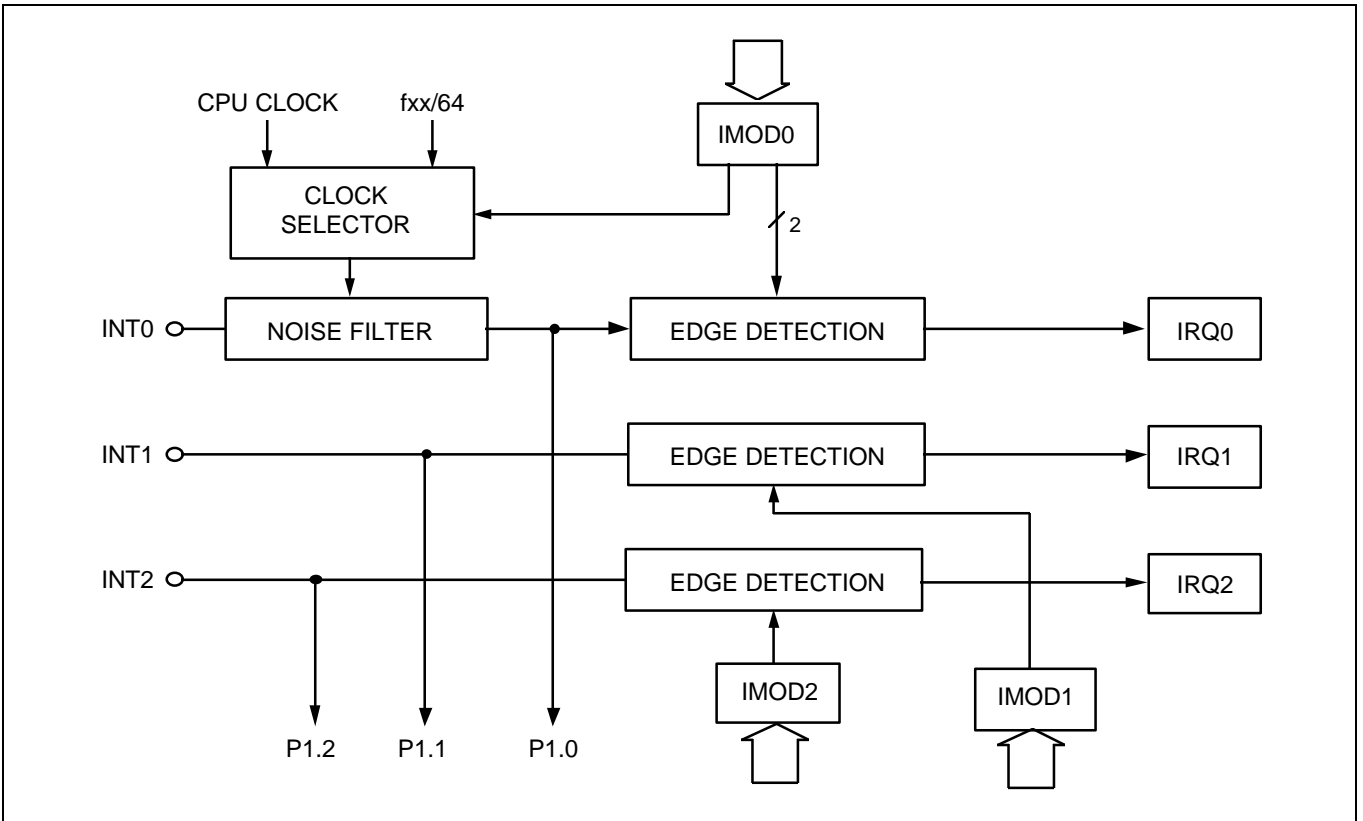 CPU CLOCK
fxx/64
IMOD0
CLOCK
SELECTOR
2
INT0
NOISE FILTER
EDGE DETECTION
IRQ0
INT1
EDGE DETECTION
IRQ1
INT2
EDGE DETECTION
IRQ2
IMOD2
IMOD1
P1.2
P1.1
P1.0